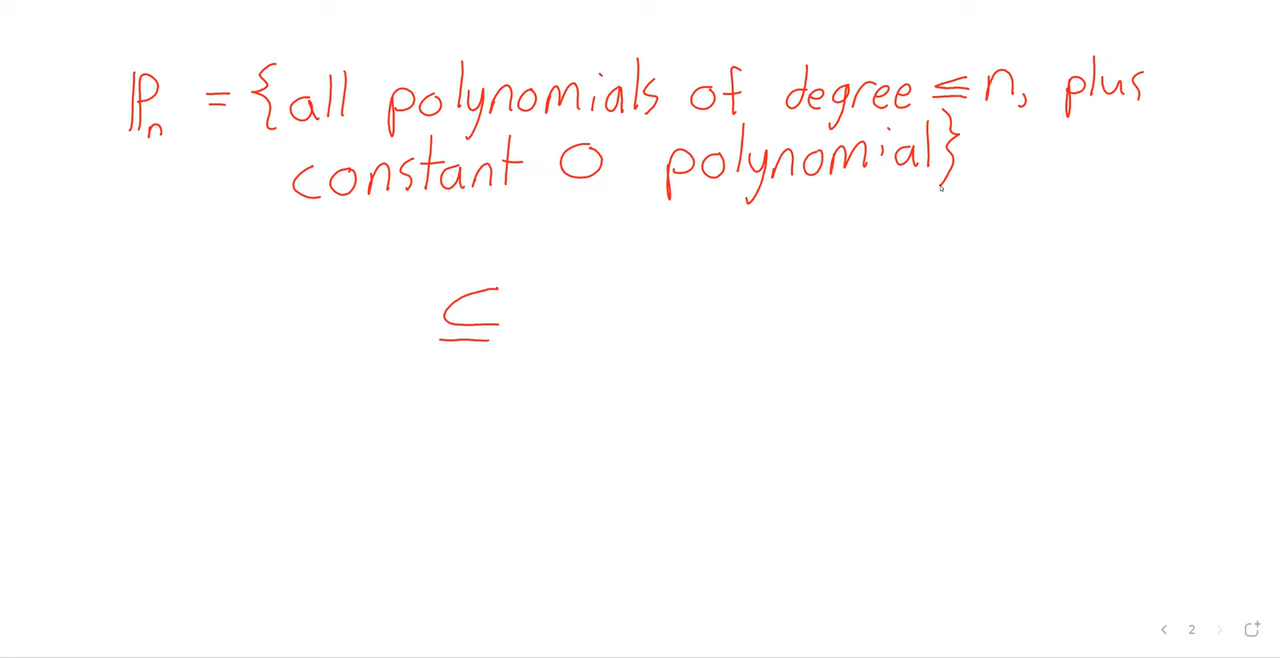 ℙₙ = {all polynomials of degree ≤ n, plus
constant 0 polynomial}
⊆
2